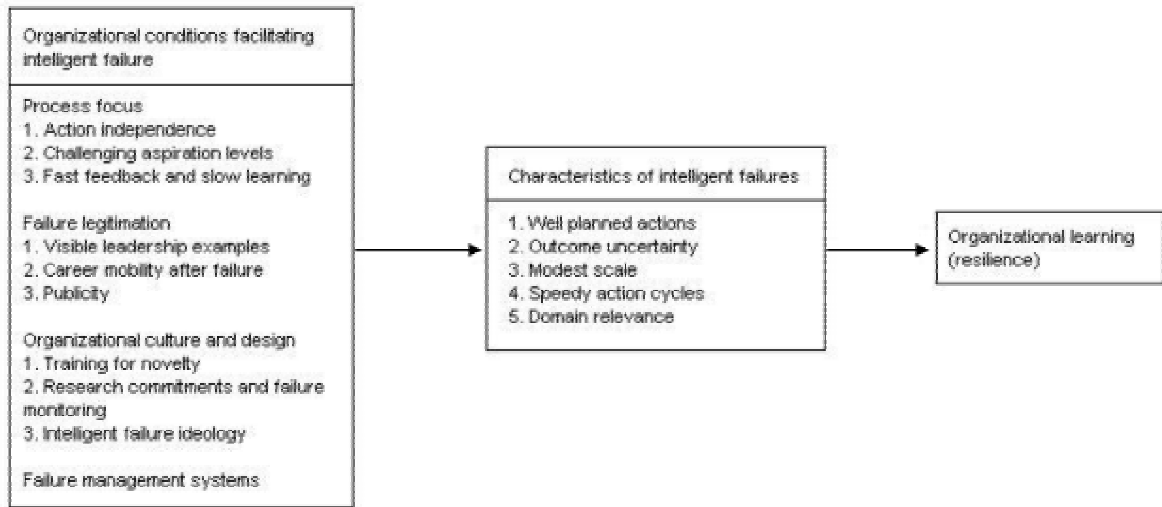 Organizational conditions facilitating
intelligent failure
Process focus
1. Action independence
2. Challenging aspiration levels
3. Fast feedback and slow learning
Failure legitimation
1. Visible leadership examples
2. Career mobility after failure
3. Publicity
Organizational culture and design
1. Training for novelty
2. Research commitments and failure
monitoring
3. Intelligent failure ideology
Failure management systems
Characteristics of intelligent failures
1. Well planned actions
2. Outcome uncertainty
3. Modest scale
4. Speedy action cycles
5. Domain relevance
Organizational learning
(resilience)